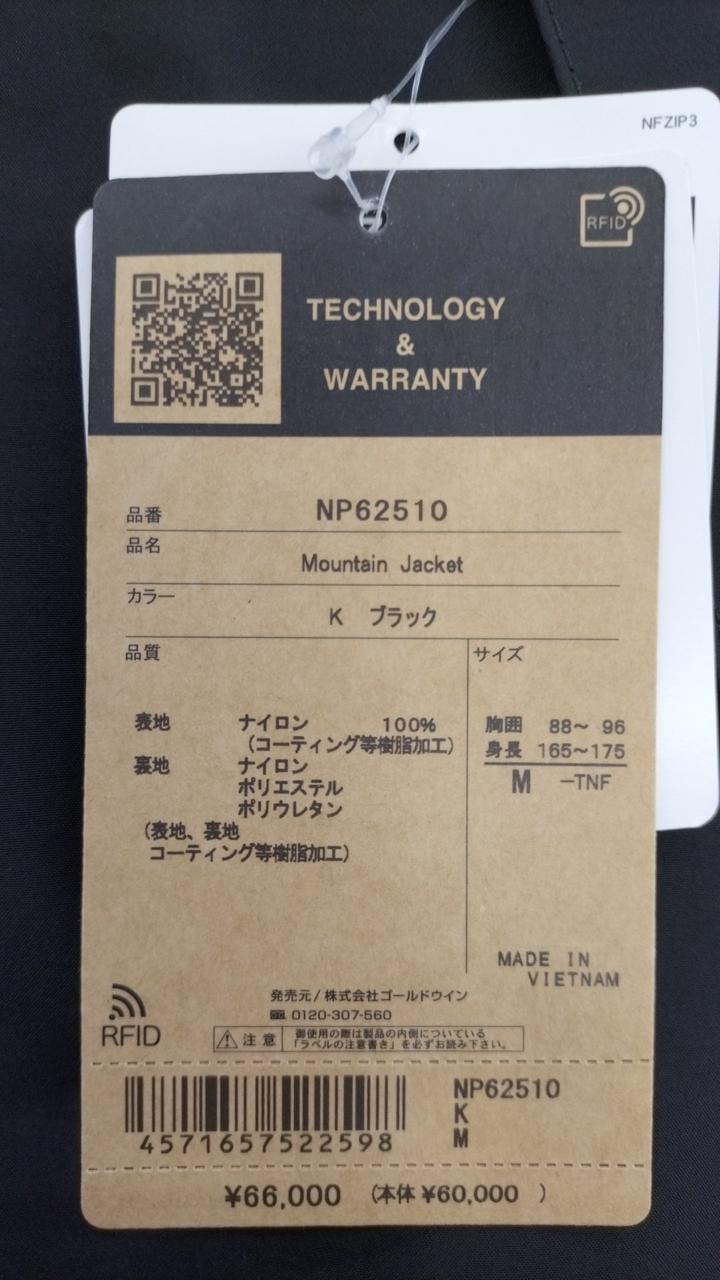 NFZIP3
RFID
TECHNOLOGY
&
WARRANTY
品番 NP62510
品名 Mountain Jacket
カラー K ブラック
品質 サイズ
表地 ナイロン 100%
(コーティング等樹脂加工)
裏地 ナイロン
ポリエステル
ポリウレタン
(表地、裏地
コーティング等樹脂加工)
胸囲 88~ 96
身長 165~175
M -TNF
MADE IN
VIETNAM
発売元/株式会社ゴールドウイン
0120-307-560
RFID
注意 御使用の際は製品の内側についている
「ラベルの注意書き」を必ずお読み下さい。
4571657522598
NP62510
K
M
¥66,000 (本体 ¥60,000 )